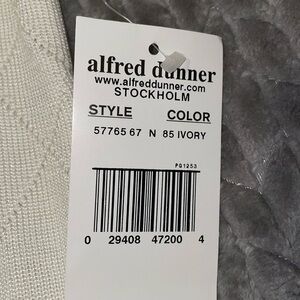 alfred dunner
www.alfreddunner.com
STOCKHOLM
STYLE COLOR
57765 67 N 85 IVORY
PG1253
0 29408 47200 4